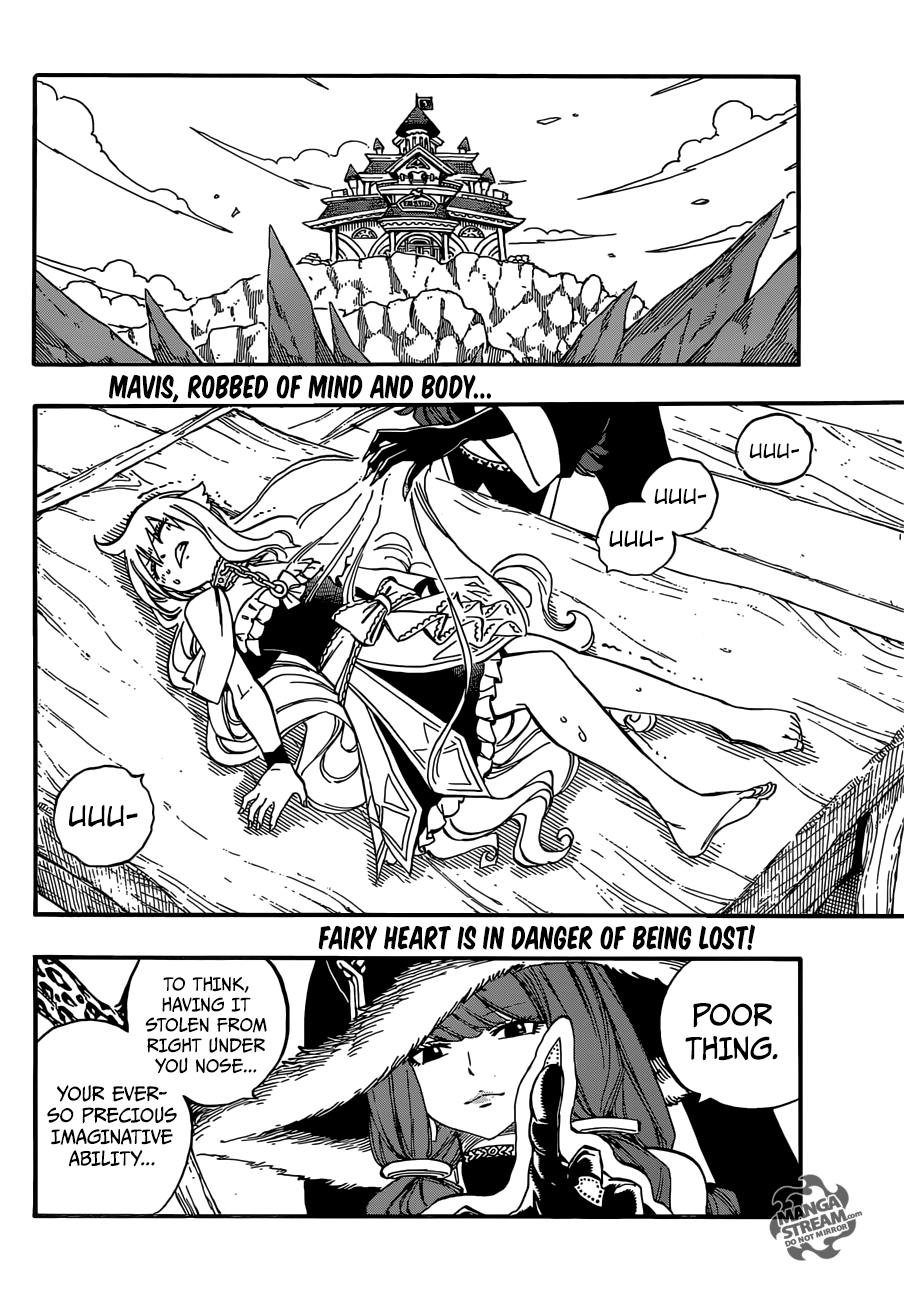 MAVIS, ROBBED OF MIND AND BODY...
UUU-
UUU-
UUU-
UUU-
FAIRY HEART IS IN DANGER OF BEING LOST!
POOR
THING.
TO THINK,
HAVING IT
STOLEN FROM
RIGHT UNDER
YOU NOSE...
YOUR EVER-
SO PRECIOUS
IMAGINATIVE
ABILITY...
MANGA
STREAM.com
DO NOT MIRROR